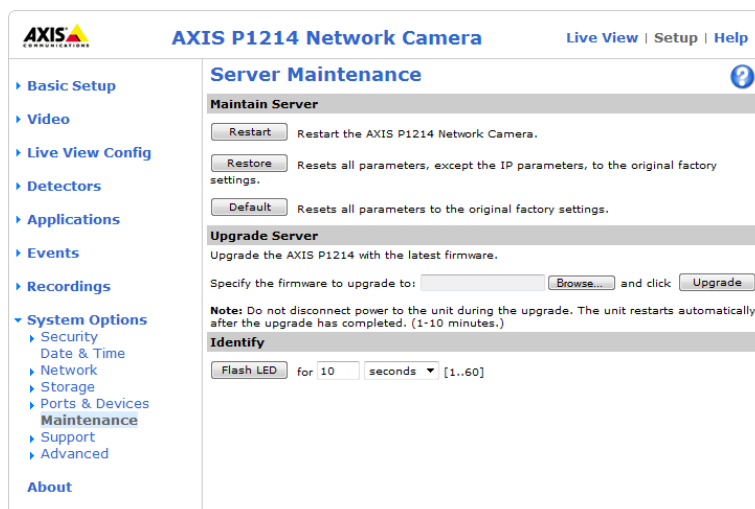 AXIS
COMMUNICATIONS
AXIS P1214 Network Camera
Live View | Setup | Help
Basic Setup
Video
Live View Config
Detectors
Applications
Events
Recordings
System Options
Security
Date & Time
Network
Storage
Ports & Devices
Maintenance
Support
Advanced
About
Server Maintenance
?
Maintain Server
Restart Restart the AXIS P1214 Network Camera.
Restore Resets all parameters, except the IP parameters, to the original factory
settings.
Default Resets all parameters to the original factory settings.
Upgrade Server
Upgrade the AXIS P1214 with the latest firmware.
Specify the firmware to upgrade to: Browse... and click Upgrade
Note: Do not disconnect power to the unit during the upgrade. The unit restarts automatically
after the upgrade has completed. (1-10 minutes.)
Identify
Flash LED for 10 seconds [1..60]